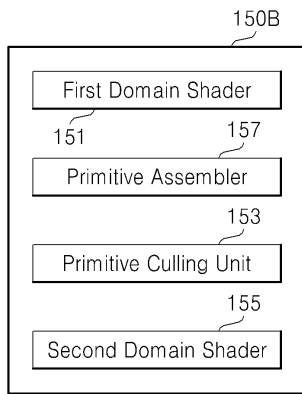 150B
First Domain Shader
151
157
Primitive Assembler
153
Primitive Culling Unit
155
Second Domain Shader